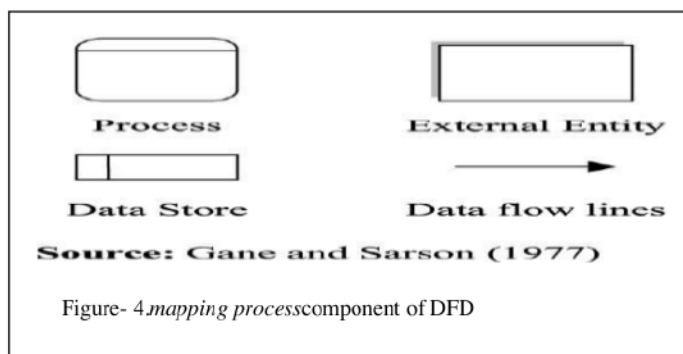 Process External Entity
Data Store Data flow lines
Source: Gane and Sarson (1977)
Figure- 4.mapping processcomponent of DFD